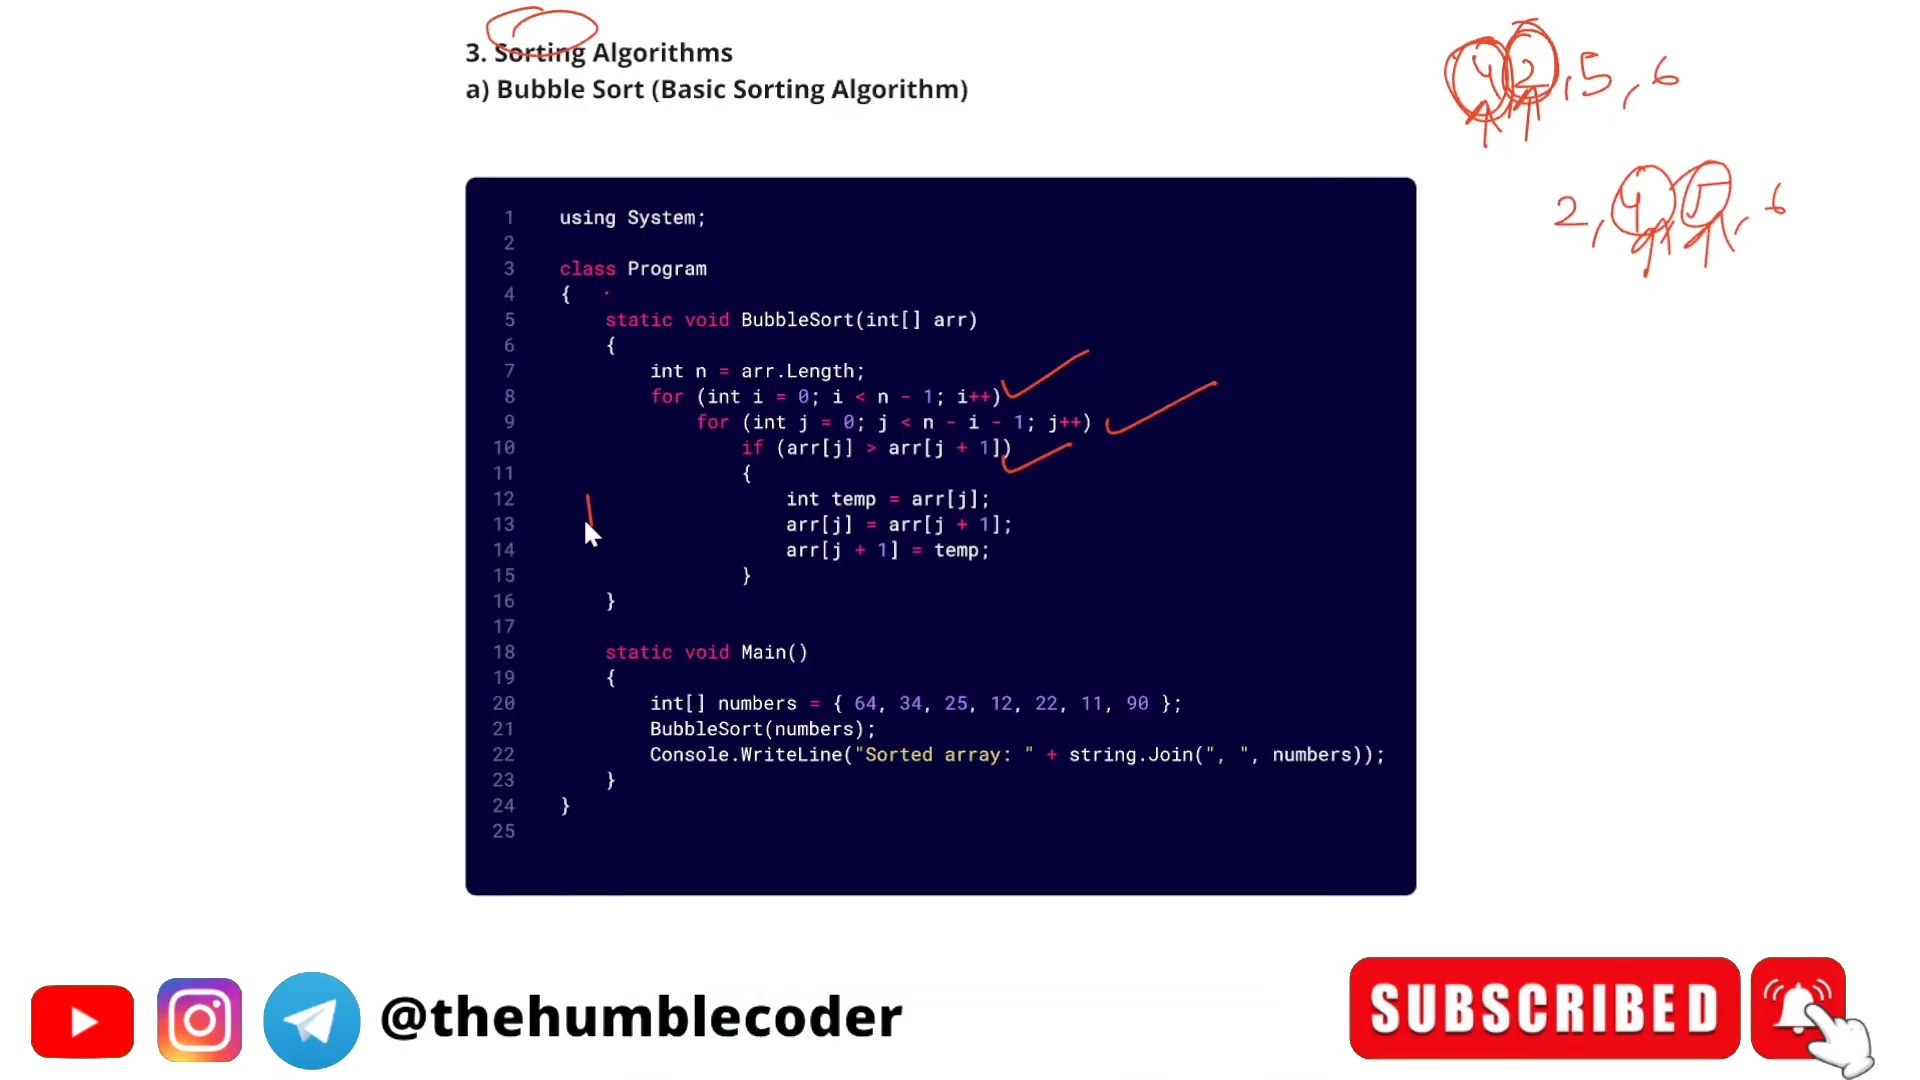 3. Sorting Algorithms
a) Bubble Sort (Basic Sorting Algorithm)
4 2 , 5 , 6
2 , 4 5 , 6
1 using System;
2
3 class Program
4 {
5 static void BubbleSort(int[] arr)
6 {
7 int n = arr.Length;
8 for (int i = 0; i < n - 1; i++)
9 for (int j = 0; j < n - i - 1; j++)
10 if (arr[j] > arr[j + 1])
11 {
12 int temp = arr[j];
13 arr[j] = arr[j + 1];
14 arr[j + 1] = temp;
15 }
16 }
17
18 static void Main()
19 {
20 int[] numbers = { 64, 34, 25, 12, 22, 11, 90 };
21 BubbleSort(numbers);
22 Console.WriteLine("Sorted array: " + string.Join(", ", numbers));
23 }
24 }
25
@thehumblecoder
SUBSCRIBED